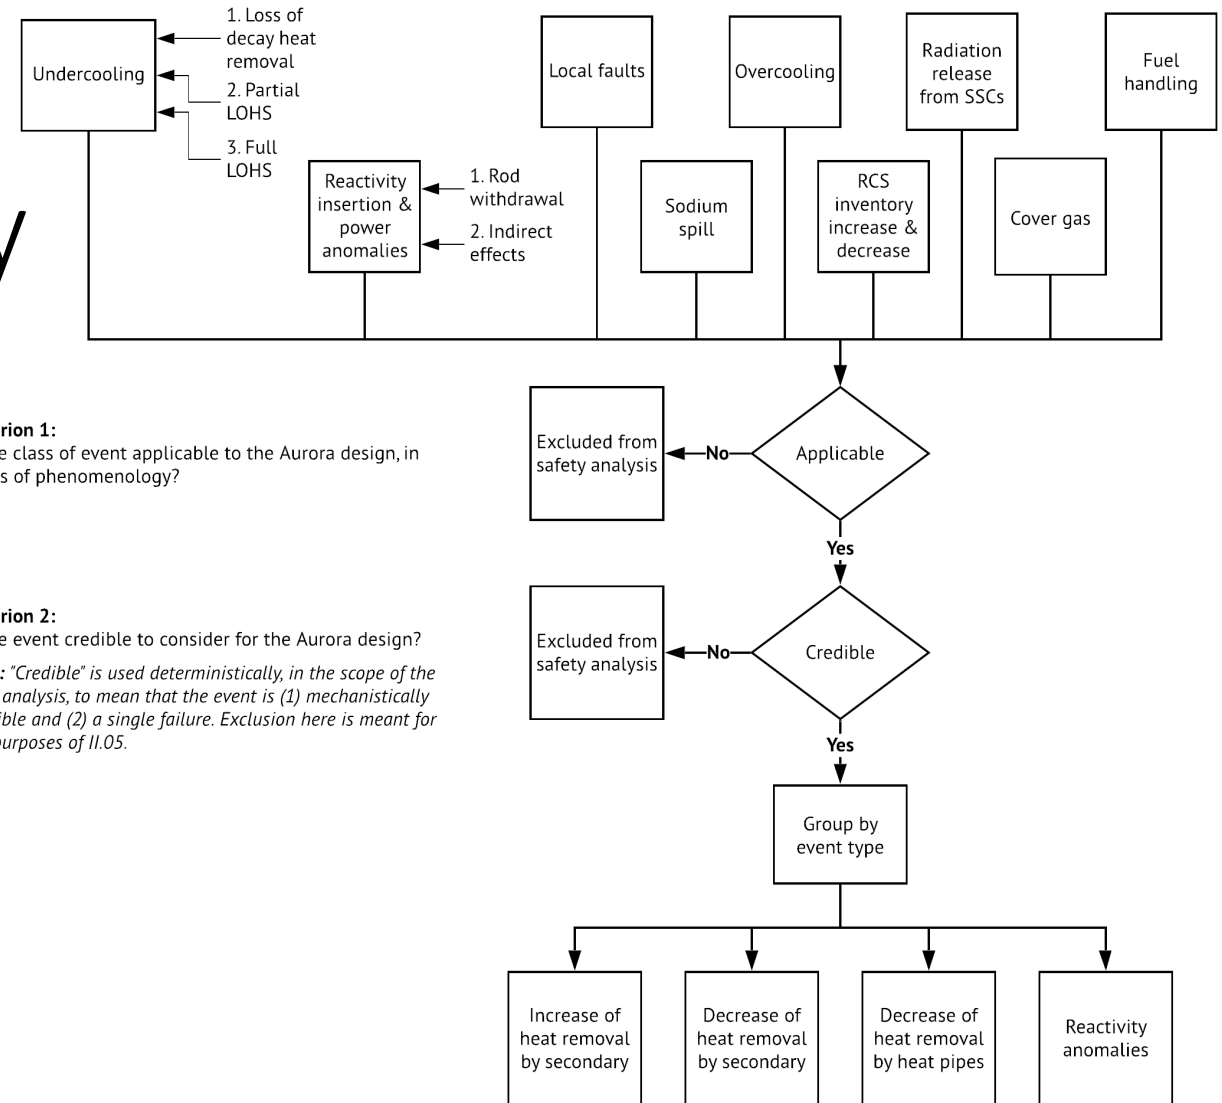 Undercooling
1. Loss of
decay heat
removal
2. Partial
LOHS
3. Full
LOHS
Reactivity
insertion &
power
anomalies
1. Rod
withdrawal
2. Indirect
effects
Local faults
Sodium
spill
Overcooling
RCS
inventory
increase &
decrease
Radiation
release
from SSCs
Cover gas
Fuel
handling
rion 1:
e class of event applicable to the Aurora design, in
s of phenomenology?
Excluded from
safety analysis
No
Applicable
Yes
rion 2:
e event credible to consider for the Aurora design?
: "Credible" is used deterministically, in the scope of the
analysis, to mean that the event is (1) mechanistically
ible and (2) a single failure. Exclusion here is meant for
purposes of II.05.
Excluded from
safety analysis
No
Credible
Yes
Group by
event type
Increase of
heat removal
by secondary
Decrease of
heat removal
by secondary
Decrease of
heat removal
by heat pipes
Reactivity
anomalies